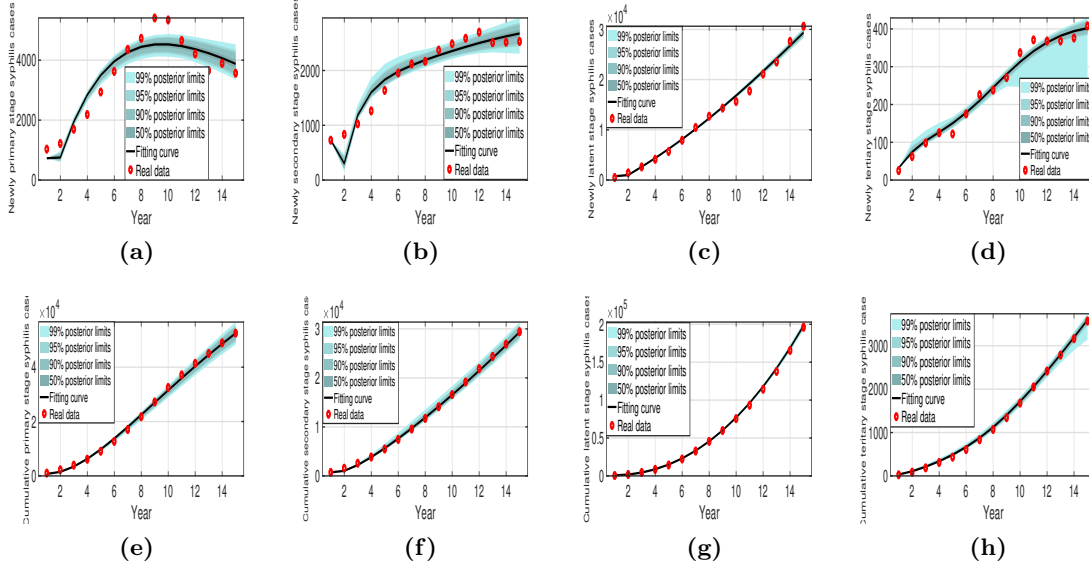 Newly primary stage syphilis cases
4000
2000
0
99% posterior limits
95% posterior limits
90% posterior limits
50% posterior limits
Fitting curve
Real data
2 4 6 8 10 12 14
Year
(a)
Newly secondary stage syphilis cases
2000
1000
0
99% posterior limits
95% posterior limits
90% posterior limits
50% posterior limits
Fitting curve
Real data
2 4 6 8 10 12 14
Year
(b)
Newly latent stage syphilis cases
×10⁴
3
2
1
0
99% posterior limits
95% posterior limits
90% posterior limits
50% posterior limits
Fitting curve
Real data
2 4 6 8 10 12 14
Year
(c)
Newly tertiary stage syphilis cases
400
300
200
100
0
99% posterior limits
95% posterior limits
90% posterior limits
50% posterior limits
Fitting curve
Real data
2 4 6 8 10 12 14
Year
(d)
Cumulative primary stage syphilis cases
×10⁴
4
2
0
99% posterior limits
95% posterior limits
90% posterior limits
50% posterior limits
Fitting curve
Real data
2 4 6 8 10 12 14
Year
(e)
Cumulative secondary stage syphilis cases
×10⁴
3
2
1
0
99% posterior limits
95% posterior limits
90% posterior limits
50% posterior limits
Fitting curve
Real data
2 4 6 8 10 12 14
Year
(f)
Cumulative latent stage syphilis cases
×10⁵
2
1.5
1
0.5
0
99% posterior limits
95% posterior limits
90% posterior limits
50% posterior limits
Fitting curve
Real data
2 4 6 8 10 12 14
Year
(g)
Cumulative teritary stage syphilis cases
3000
2000
1000
0
99% posterior limits
95% posterior limits
90% posterior limits
50% posterior limits
Fitting curve
Real data
2 4 6 8 10 12 14
Year
(h)